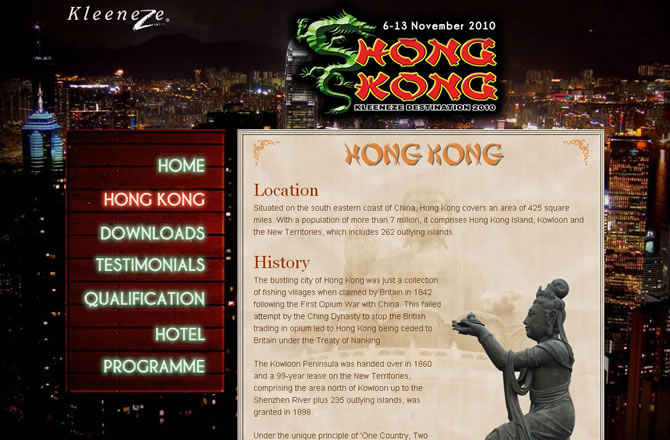 Kleeneze®
6-13 November 2010
HONG
KONG
KLEENEZE DESTINATION 2010
HOME
HONG KONG
DOWNLOADS
TESTIMONIALS
QUALIFICATION
HOTEL
PROGRAMME
HONG KONG
Location
Situated on the south eastern coast of China, Hong Kong covers an area of 425 square
miles. With a population of more than 7 million, it comprises Hong Kong Island, Kowloon and
the New Territories, which includes 262 outlying islands.
History
The bustling city of Hong Kong was just a collection
of fishing villages when claimed by Britain in 1842
following the First Opium War with China. This failed
attempt by the Ching Dynasty to stop the British
trading in opium led to Hong Kong being ceded to
Britain under the Treaty of Nanking.
The Kowloon Peninsula was handed over in 1860
and a 99-year lease on the New Territories,
comprising the area north of Kowloon up to the
Shenzhen River plus 235 outlying islands, was
granted in 1898.
Under the unique principle of 'One Country, Two